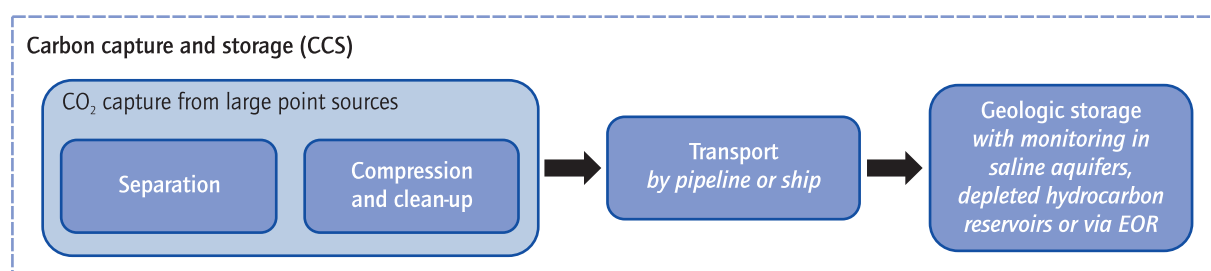 Carbon capture and storage (CCS)
CO₂ capture from large point sources
Separation
Compression
and clean-up
Transport
by pipeline or ship
Geologic storage
with monitoring in
saline aquifers,
depleted hydrocarbon
reservoirs or via EOR